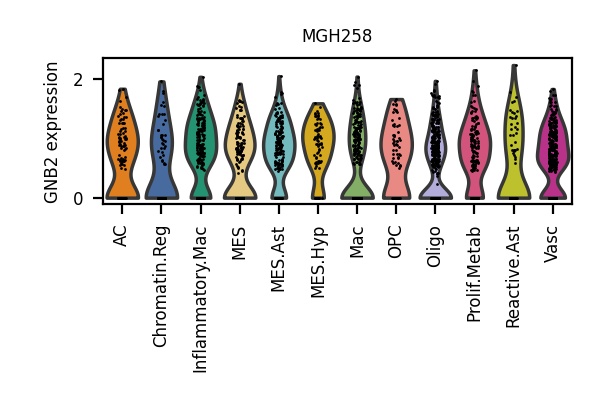 MGH258
GNB2 expression
2
0
AC
Chromatin.Reg
Inflammatory.Mac
MES
MES.Ast
MES.Hyp
Mac
OPC
Oligo
Prolif.Metab
Reactive.Ast
Vasc